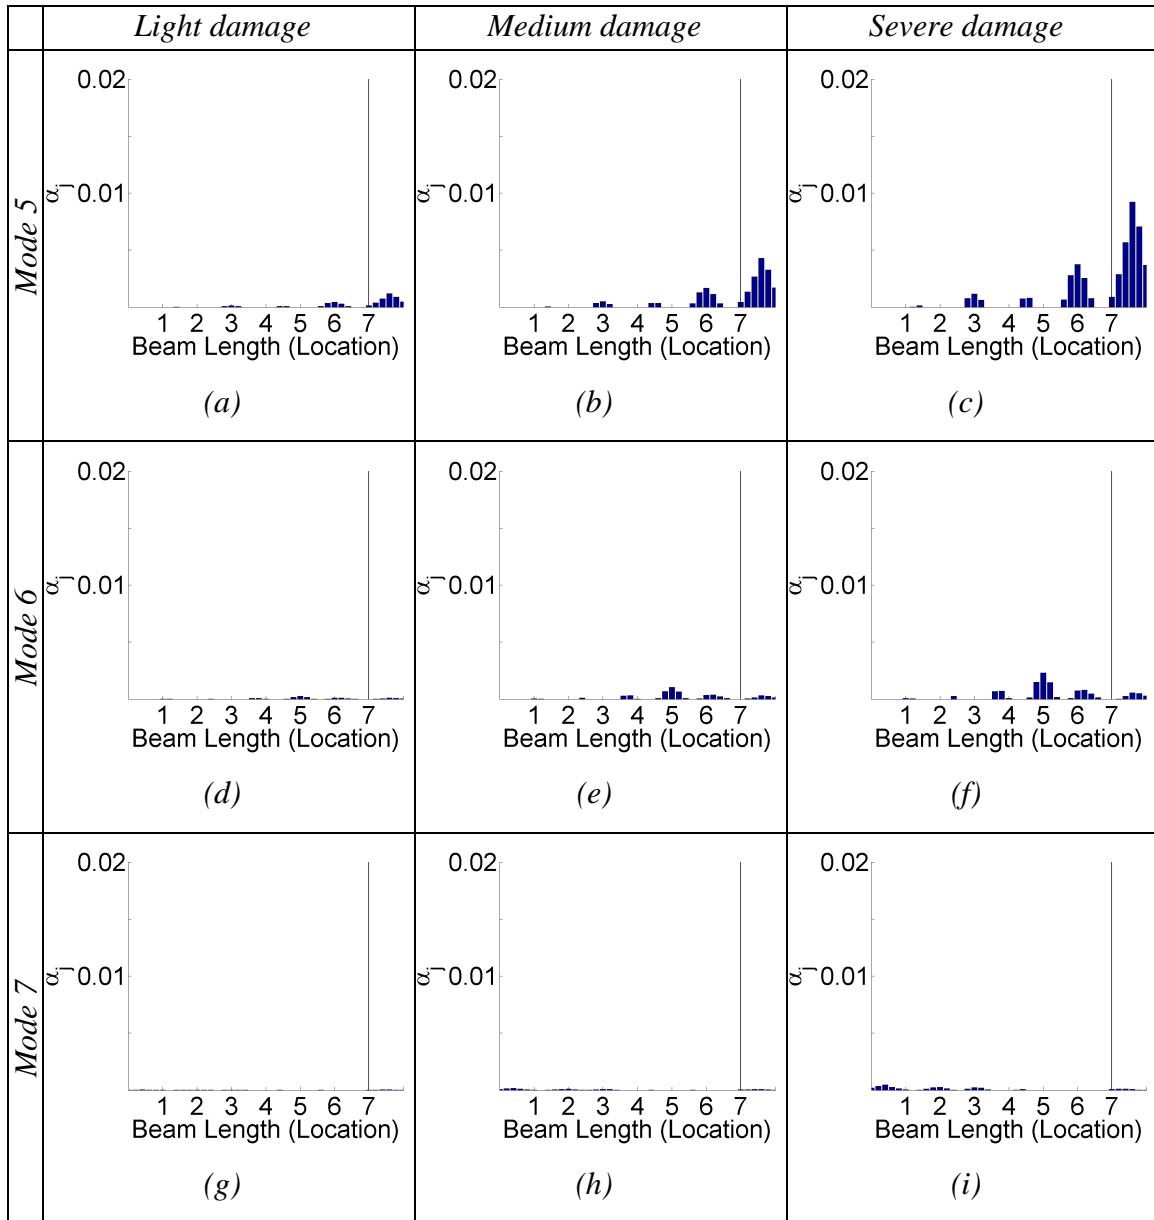 Light damage Medium damage Severe damage
Mode 5
0.02 0.02 0.02
αj 0.01 αj 0.01 αj 0.01
1 2 3 4 5 6 7 1 2 3 4 5 6 7 1 2 3 4 5 6 7
Beam Length (Location) Beam Length (Location) Beam Length (Location)
(a) (b) (c)
Mode 6
0.02 0.02 0.02
αj 0.01 αj 0.01 αj 0.01
1 2 3 4 5 6 7 1 2 3 4 5 6 7 1 2 3 4 5 6 7
Beam Length (Location) Beam Length (Location) Beam Length (Location)
(d) (e) (f)
Mode 7
0.02 0.02 0.02
αj 0.01 αj 0.01 αj 0.01
1 2 3 4 5 6 7 1 2 3 4 5 6 7 1 2 3 4 5 6 7
Beam Length (Location) Beam Length (Location) Beam Length (Location)
(g) (h) (i)